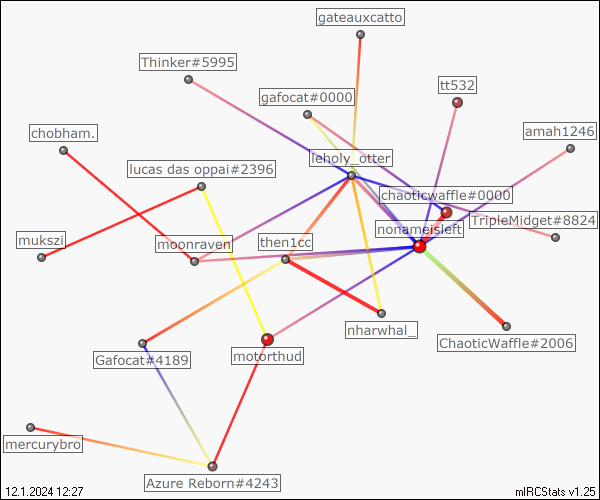 gateauxcatto
Thinker#5995
tt532
gafocat#0000
chobham.
amah1246
leholy_otter
lucas das oppai#2396
chaoticwaffle#0000
TripleMidget#8824
nonameisleft
mukszi
moonraven
then1cc
nharwhal_
ChaoticWaffle#2006
Gafocat#4189
motorthud
mercurybro
Azure Reborn#4243
12.1.2024 12:27
mIRCStats v1.25